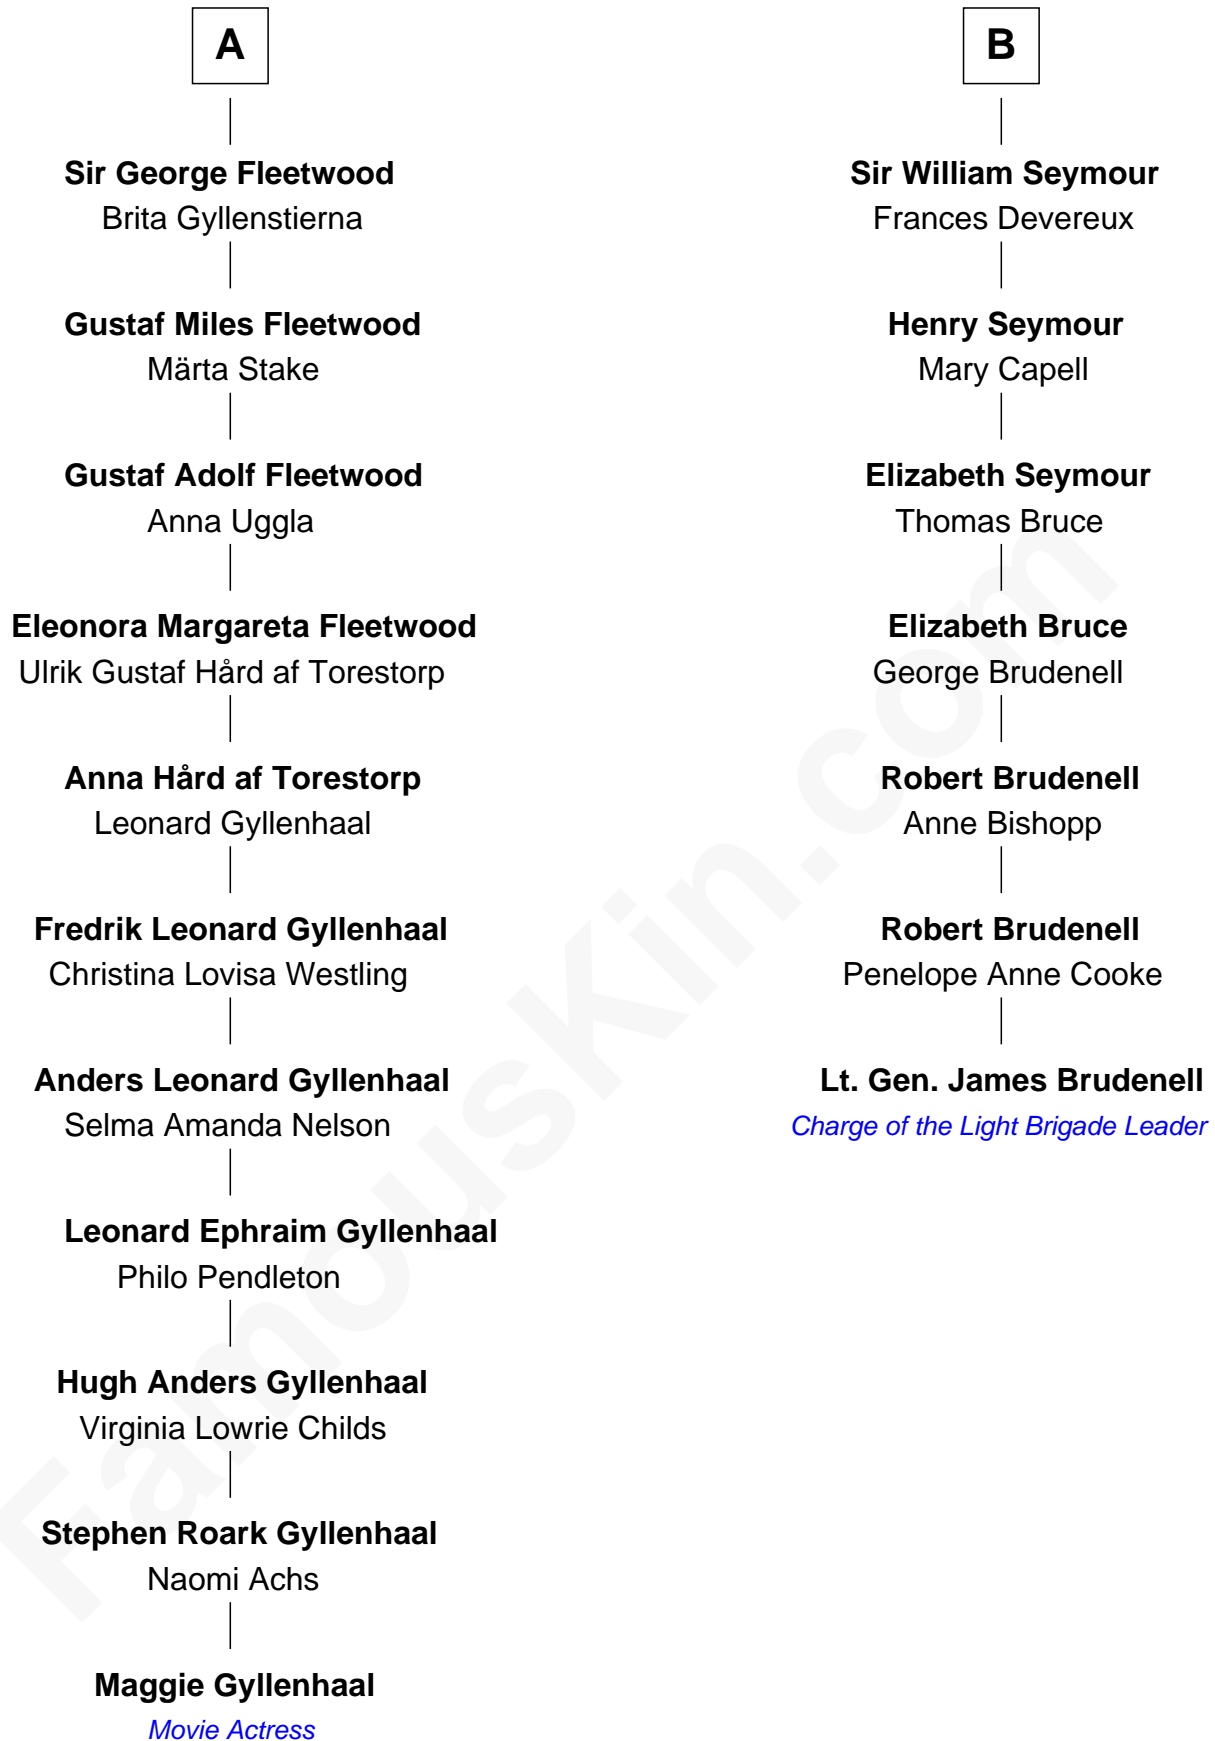 A
Sir George Fleetwood
Brita Gyllenstierna
Gustaf Miles Fleetwood
Märta Stake
Gustaf Adolf Fleetwood
Anna Uggla
Eleonora Margareta Fleetwood
Ulrik Gustaf Hård af Torestorp
Anna Hård af Torestorp
Leonard Gyllenhaal
Fredrik Leonard Gyllenhaal
Christina Lovisa Westling
Anders Leonard Gyllenhaal
Selma Amanda Nelson
Leonard Ephraim Gyllenhaal
Philo Pendleton
Hugh Anders Gyllenhaal
Virginia Lowrie Childs
Stephen Roark Gyllenhaal
Naomi Achs
Maggie Gyllenhaal
Movie Actress
B
Sir William Seymour
Frances Devereux
Henry Seymour
Mary Capell
Elizabeth Seymour
Thomas Bruce
Elizabeth Bruce
George Brudenell
Robert Brudenell
Anne Bishopp
Robert Brudenell
Penelope Anne Cooke
Lt. Gen. James Brudenell
Charge of the Light Brigade Leader
FamousKin.com